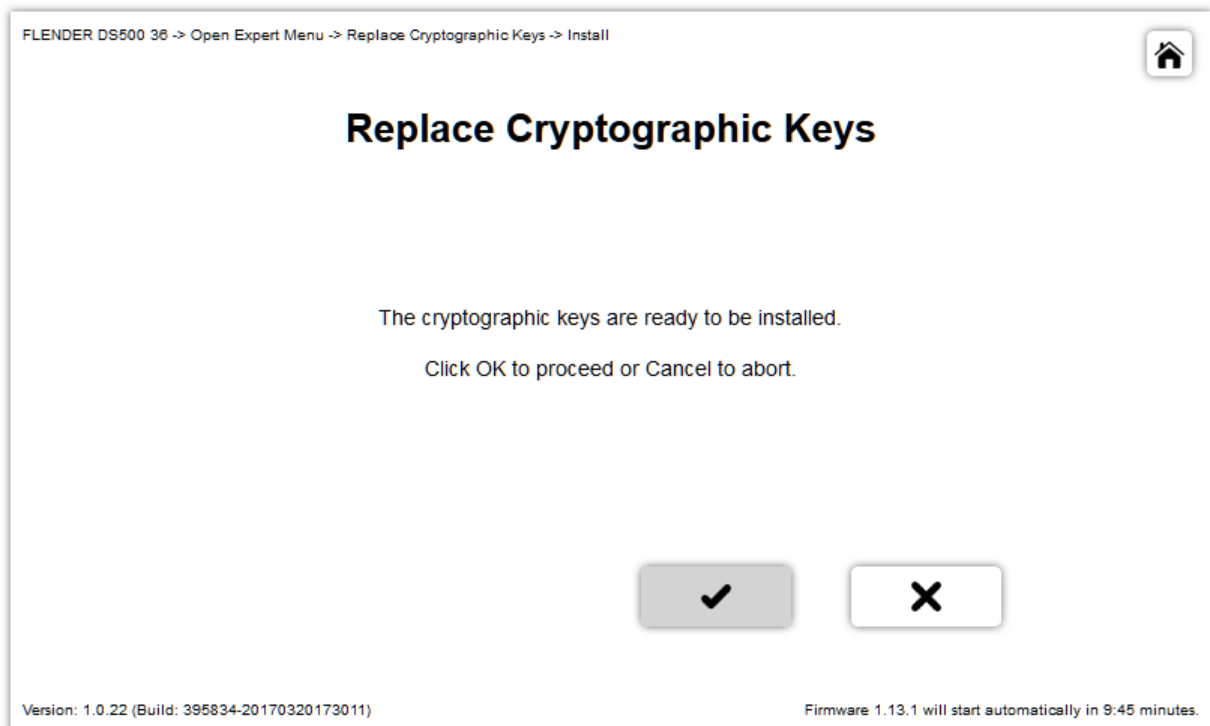 FLENDER DS500 36 -> Open Expert Menu -> Replace Cryptographic Keys -> Install
Replace Cryptographic Keys
The cryptographic keys are ready to be installed.
Click OK to proceed or Cancel to abort.
Version: 1.0.22 (Build: 395834-20170320173011)
Firmware 1.13.1 will start automatically in 9:45 minutes.